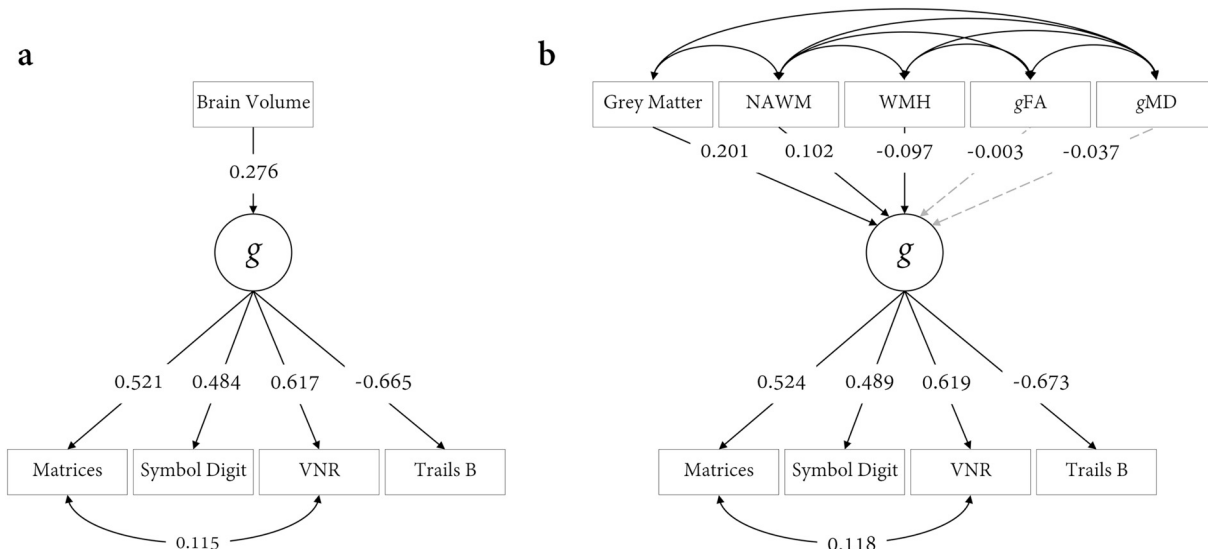 a
Brain Volume
0.276
g
0.521 0.484 0.617 -0.665
Matrices Symbol Digit VNR Trails B
0.115
b
Grey Matter NAWM WMH gFA gMD
0.201 0.102 -0.097 -0.003 -0.037
g
0.524 0.489 0.619 -0.673
Matrices Symbol Digit VNR Trails B
0.118